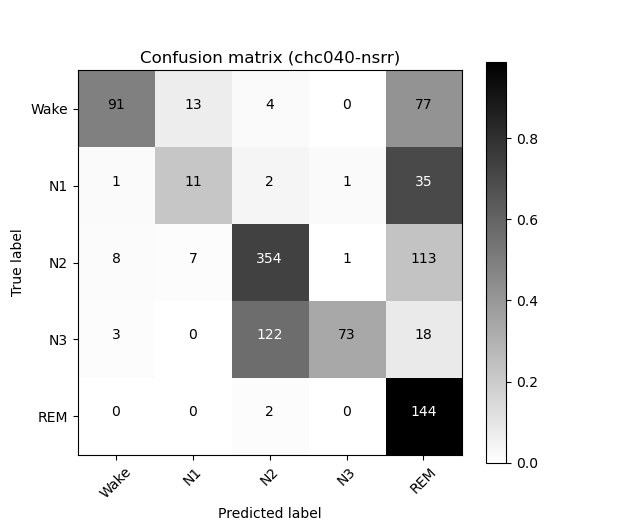 Confusion matrix (chc040-nsrr)
Wake 91 13 4 0 77
N1 1 11 2 1 35
N2 8 7 354 1 113
N3 3 0 122 73 18
REM 0 0 2 0 144
Wake N1 N2 N3 REM
True label
Predicted label
0.8
0.6
0.4
0.2
0.0